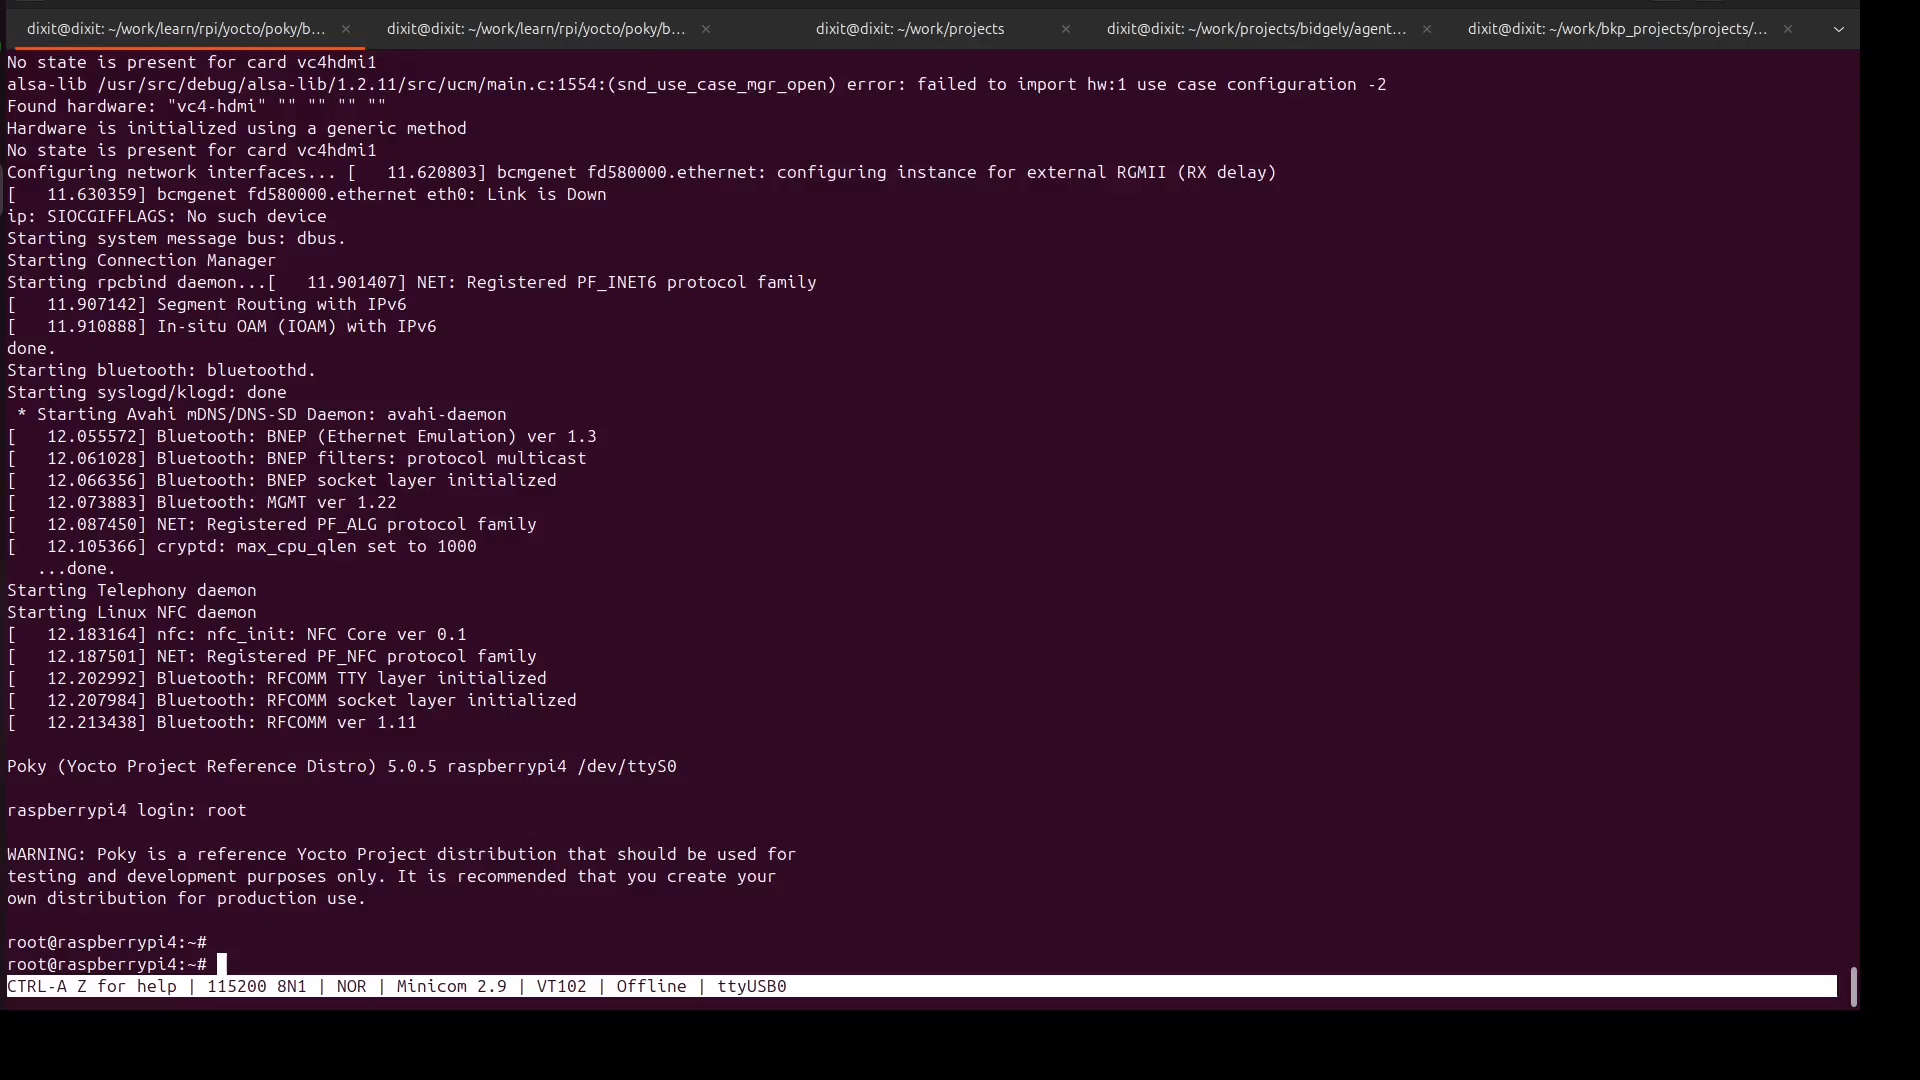 dixit@dixit: ~/work/learn/rpi/yocto/poky/b... × dixit@dixit: ~/work/learn/rpi/yocto/poky/b... × dixit@dixit: ~/work/projects × dixit@dixit: ~/work/projects/bidgely/agent... × dixit@dixit: ~/work/bkp_projects/projects/... ×
No state is present for card vc4hdmi1
alsa-lib /usr/src/debug/alsa-lib/1.2.11/src/ucm/main.c:1554:(snd_use_case_mgr_open) error: failed to import hw:1 use case configuration -2
Found hardware: "vc4-hdmi" "" "" "" ""
Hardware is initialized using a generic method
No state is present for card vc4hdmi1
Configuring network interfaces... [   11.620803] bcmgenet fd580000.ethernet: configuring instance for external RGMII (RX delay)
[   11.630359] bcmgenet fd580000.ethernet eth0: Link is Down
ip: SIOCGIFFLAGS: No such device
Starting system message bus: dbus.
Starting Connection Manager
Starting rpcbind daemon...[   11.901407] NET: Registered PF_INET6 protocol family
[   11.907142] Segment Routing with IPv6
[   11.910888] In-situ OAM (IOAM) with IPv6
done.
Starting bluetooth: bluetoothd.
Starting syslogd/klogd: done
 * Starting Avahi mDNS/DNS-SD Daemon: avahi-daemon
[   12.055572] Bluetooth: BNEP (Ethernet Emulation) ver 1.3
[   12.061028] Bluetooth: BNEP filters: protocol multicast
[   12.066356] Bluetooth: BNEP socket layer initialized
[   12.073883] Bluetooth: MGMT ver 1.22
[   12.087450] NET: Registered PF_ALG protocol family
[   12.105366] cryptd: max_cpu_qlen set to 1000
   ...done.
Starting Telephony daemon
Starting Linux NFC daemon
[   12.183164] nfc: nfc_init: NFC Core ver 0.1
[   12.187501] NET: Registered PF_NFC protocol family
[   12.202992] Bluetooth: RFCOMM TTY layer initialized
[   12.207984] Bluetooth: RFCOMM socket layer initialized
[   12.213438] Bluetooth: RFCOMM ver 1.11
Poky (Yocto Project Reference Distro) 5.0.5 raspberrypi4 /dev/ttyS0
raspberrypi4 login: root
WARNING: Poky is a reference Yocto Project distribution that should be used for
testing and development purposes only. It is recommended that you create your
own distribution for production use.
root@raspberrypi4:~#
root@raspberrypi4:~#
CTRL-A Z for help | 115200 8N1 | NOR | Minicom 2.9 | VT102 | Offline | ttyUSB0